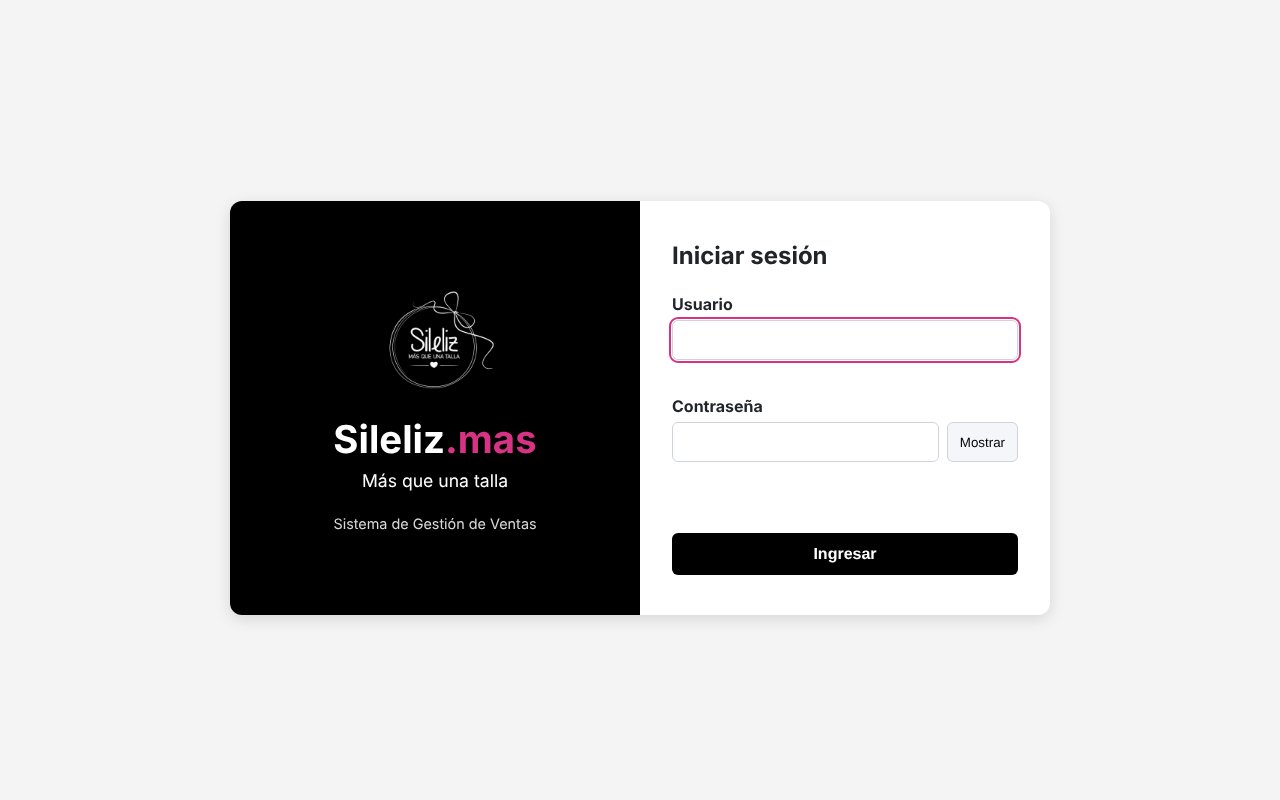 Sileliz
MÁS QUE UNA TALLA
Sileliz.mas
Más que una talla
Sistema de Gestión de Ventas
Iniciar sesión
Usuario
Contraseña
Mostrar
Ingresar